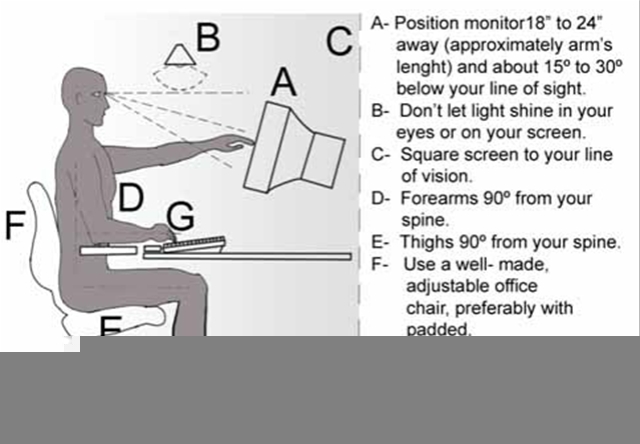 B
C
A
D
G
F
E
A- Position monitor18” to 24”
away (approximately arm’s
lenght) and about 15º to 30º
below your line of sight.
B- Don’t let light shine in your
eyes or on your screen.
C- Square screen to your line
of vision.
D- Forearms 90º from your
spine.
E- Thighs 90º from your spine.
F- Use a well- made,
adjustable office
chair, preferably with
padded.